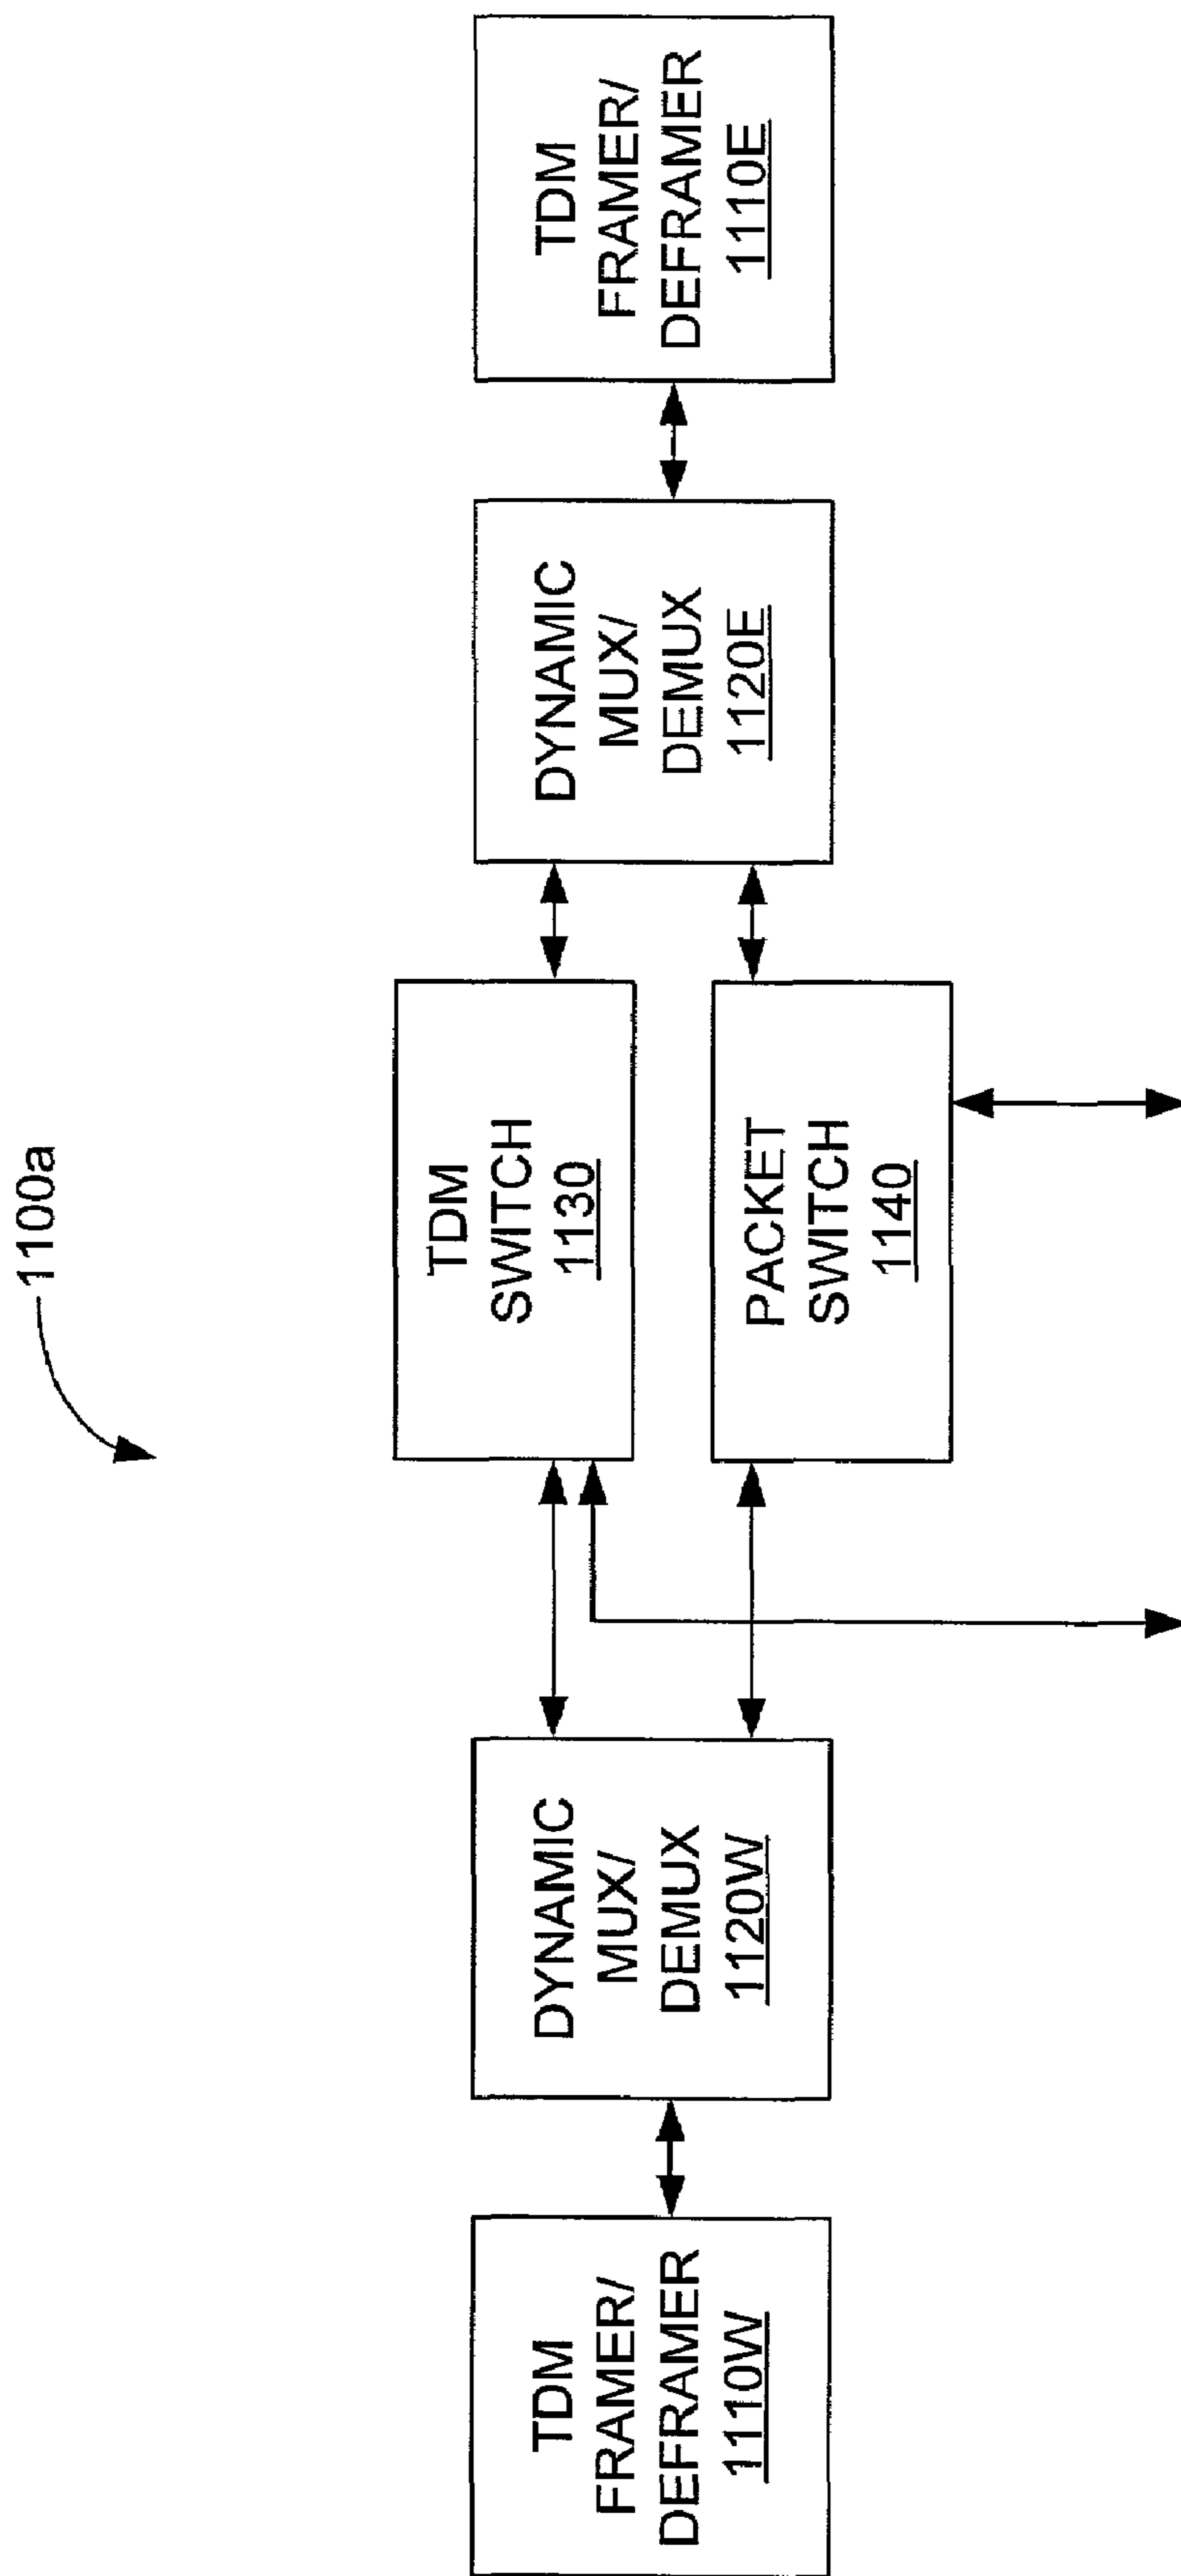 1100a
TDM
FRAMER/
DEFRAMER
1110W
DYNAMIC
MUX/
DEMUX
1120W
TDM
SWITCH
1130
PACKET
SWITCH
1140
DYNAMIC
MUX/
DEMUX
1120E
TDM
FRAMER/
DEFRAMER
1110E